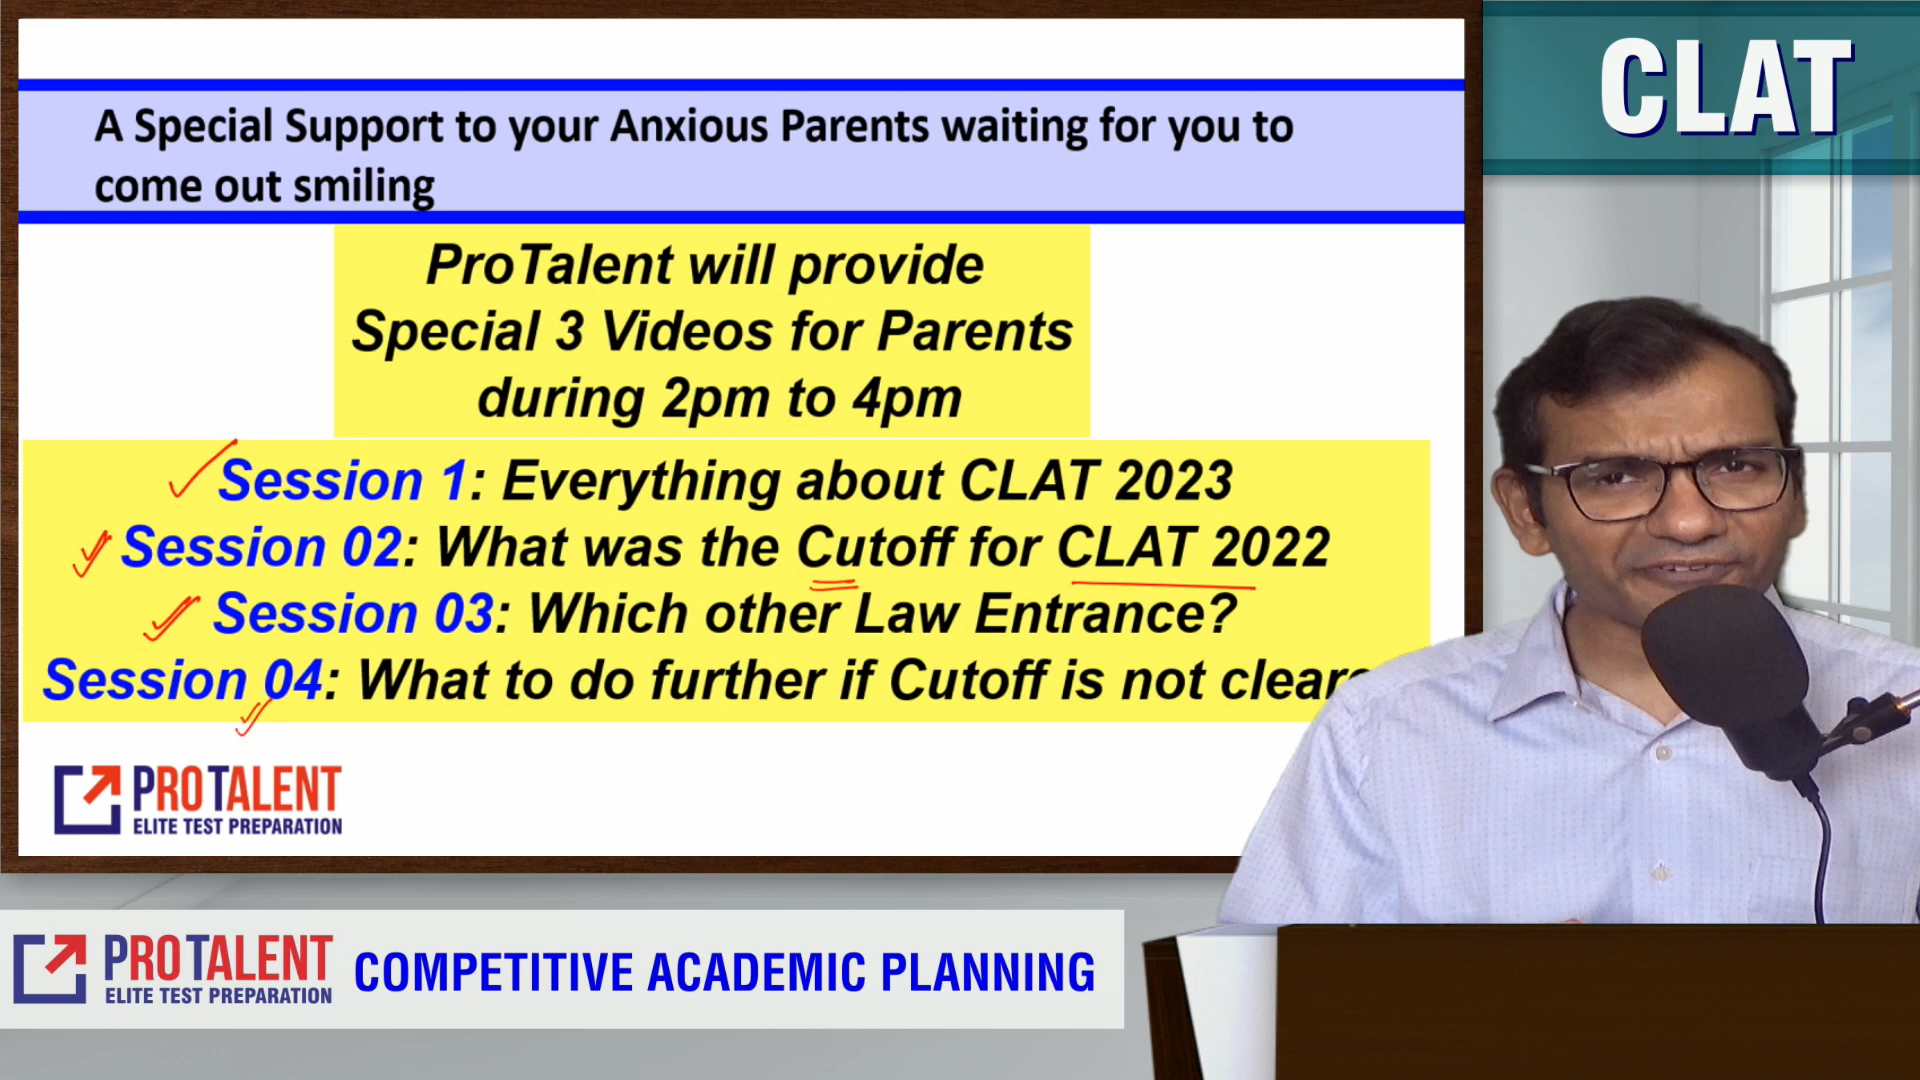 CLAT
A Special Support to your Anxious Parents waiting for you to
come out smiling
ProTalent will provide
Special 3 Videos for Parents
during 2pm to 4pm
Session 1: Everything about CLAT 2023
Session 02: What was the Cutoff for CLAT 2022
Session 03: Which other Law Entrance?
Session 04: What to do further if Cutoff is not
PROTALENT
ELITE TEST PREPARATION
PROTALENT
ELITE TEST PREPARATION
COMPETITIVE ACADEMIC PLANNING